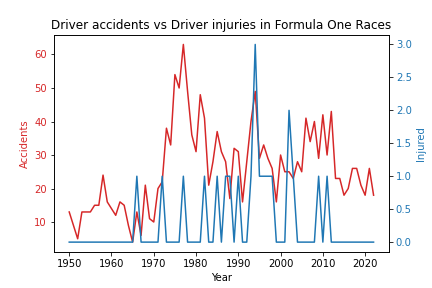 Driver accidents vs Driver injuries in Formula One Races
60
50
40
30
20
10
Accidents
3.0
2.5
2.0
1.5
1.0
0.5
0.0
Injured
1950 1960 1970 1980 1990 2000 2010 2020
Year